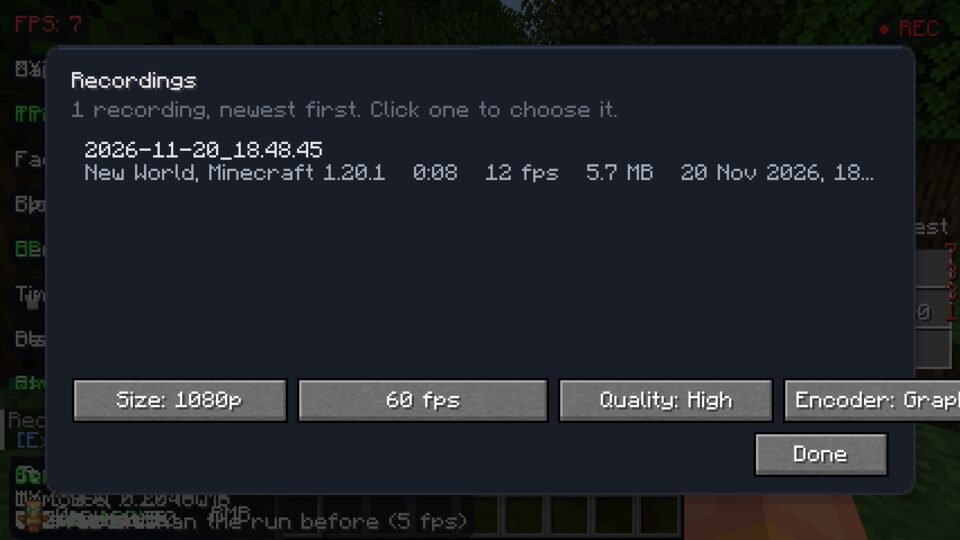 FPS: 7
REC
Recordings
1 recording, newest first. Click one to choose it.
2026-11-20_18.48.45
New World, Minecraft 1.20.1 0:08 12 fps 5.7 MB 20 Nov 2026, 18...
est
Size: 1080p
60 fps
Quality: High
Encoder: Grap
Done
Rec
[E
run before (5 fps)